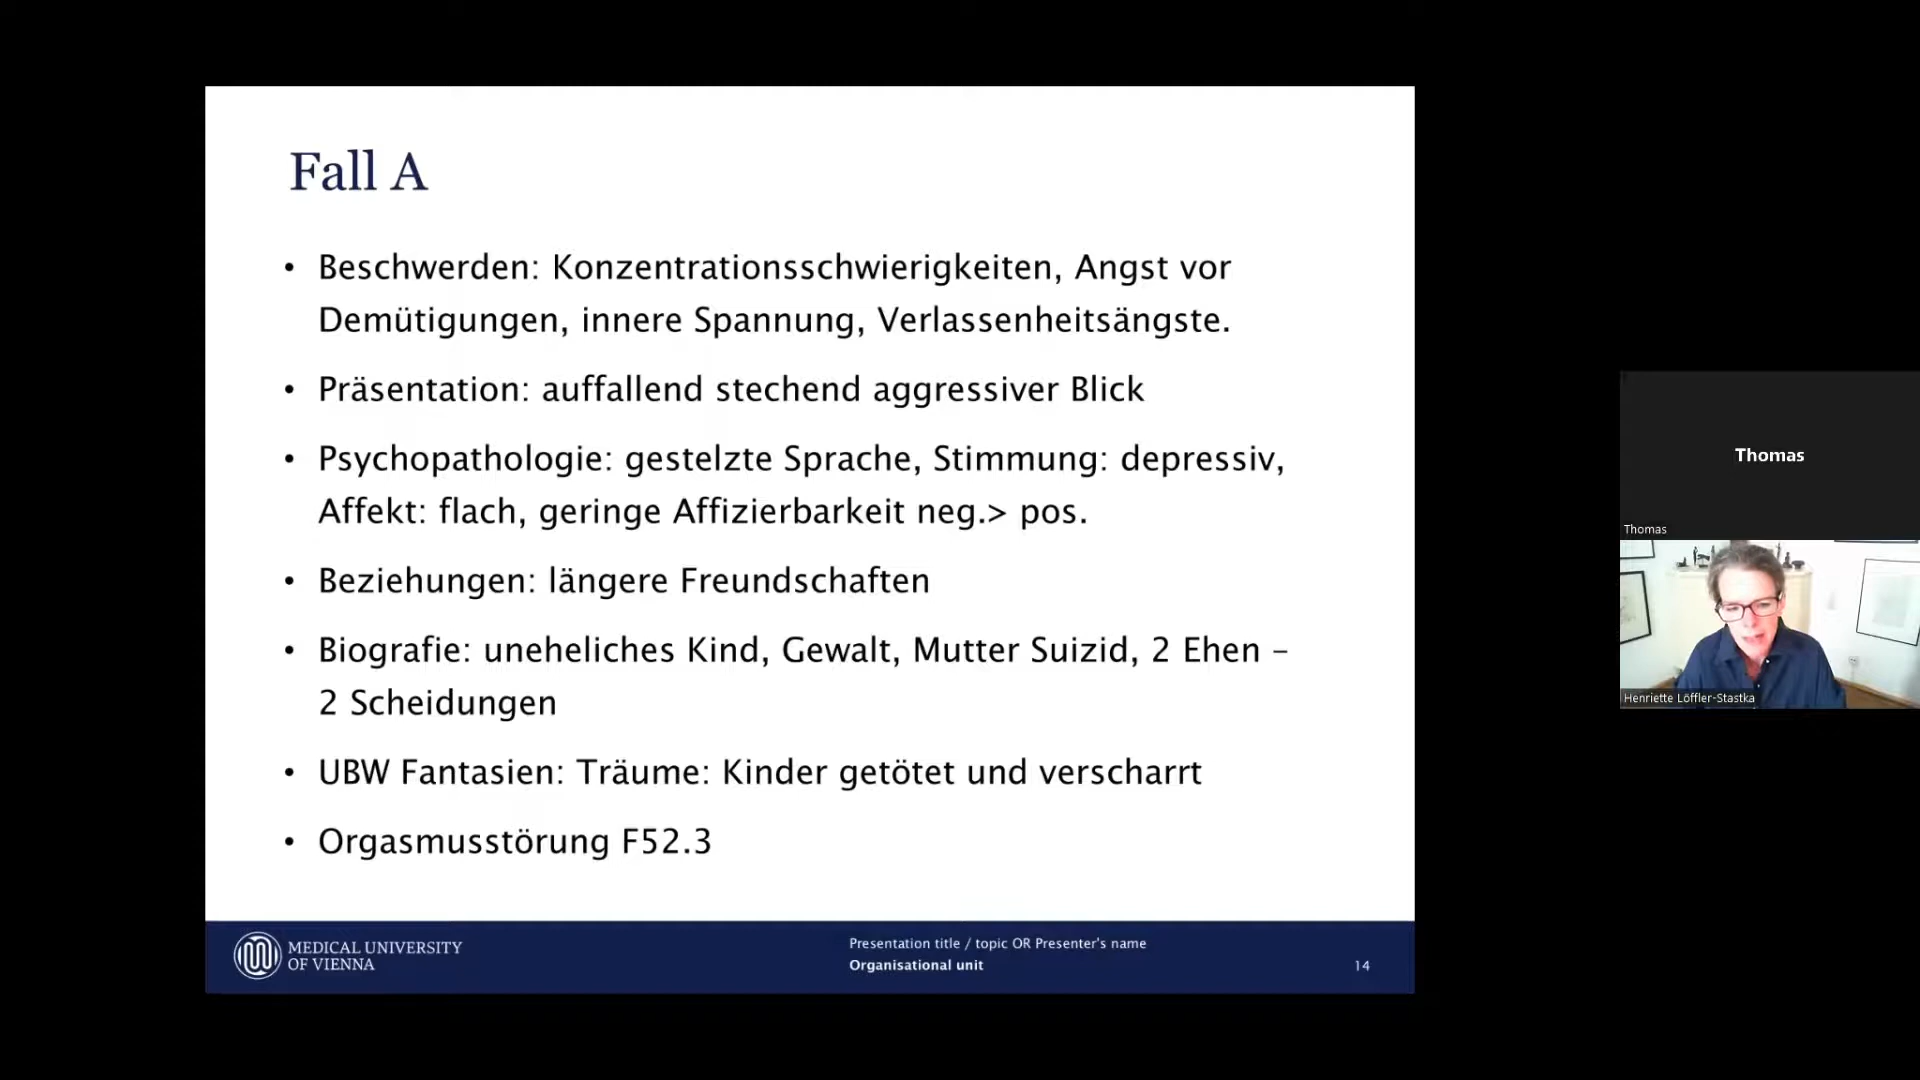 Fall A
• Beschwerden: Konzentrationsschwierigkeiten, Angst vor
Demütigungen, innere Spannung, Verlassenheitsängste.
• Präsentation: auffallend stechend aggressiver Blick
• Psychopathologie: gestelzte Sprache, Stimmung: depressiv,
Affekt: flach, geringe Affizierbarkeit neg.> pos.
• Beziehungen: längere Freundschaften
• Biografie: uneheliches Kind, Gewalt, Mutter Suizid, 2 Ehen –
2 Scheidungen
• UBW Fantasien: Träume: Kinder getötet und verscharrt
• Orgasmusstörung F52.3
MEDICAL UNIVERSITY
OF VIENNA
Presentation title / topic OR Presenter's name
Organisational unit
14
Thomas
Thomas
Henriette Löffler-Stastka